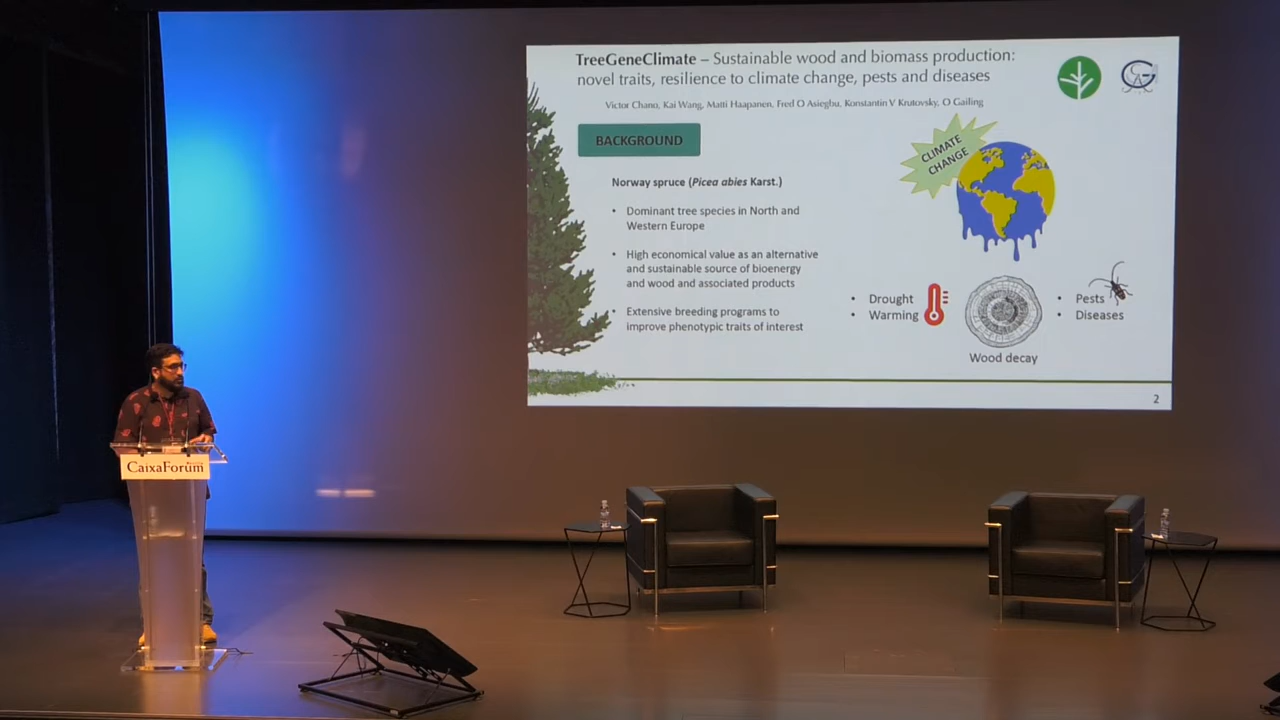 TreeGeneClimate – Sustainable wood and biomass production:
novel traits, resilience to climate change, pests and diseases
Victor Chano, Kai Wang, Matti Haapanen, Fred O Asiegbu, Konstantin V Krutovsky, O Gailing
BACKGROUND
CLIMATE
CHANGE
Norway spruce (Picea abies Karst.)
• Dominant tree species in North and
Western Europe
• High economical value as an alternative
and sustainable source of bioenergy
and wood and associated products
• Extensive breeding programs to
improve phenotypic traits of interest
• Drought
• Warming
Wood decay
• Pests
• Diseases
2
CaixaForum